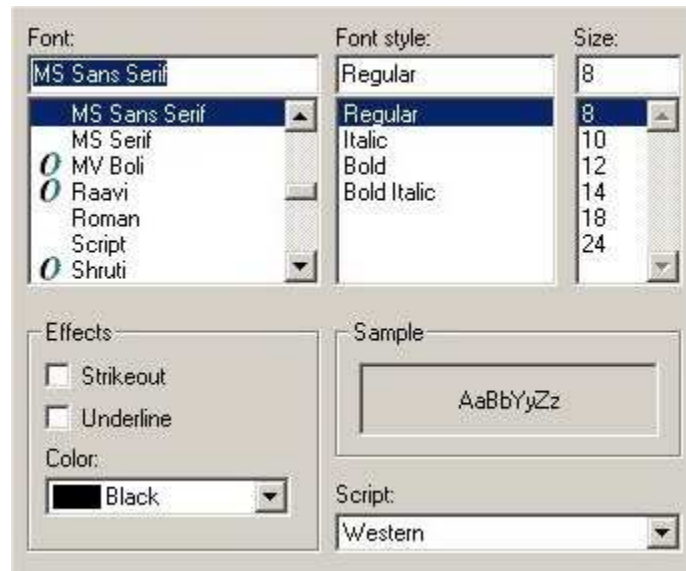 Font:
MS Sans Serif
MS Sans Serif
MS Serif
MV Boli
Raavi
Roman
Script
Shruti
Font style:
Regular
Regular
Italic
Bold
Bold Italic
Size:
8
8
10
12
14
18
24
Effects
Strikeout
Underline
Color:
Black
Sample
AaBbYyZz
Script:
Western